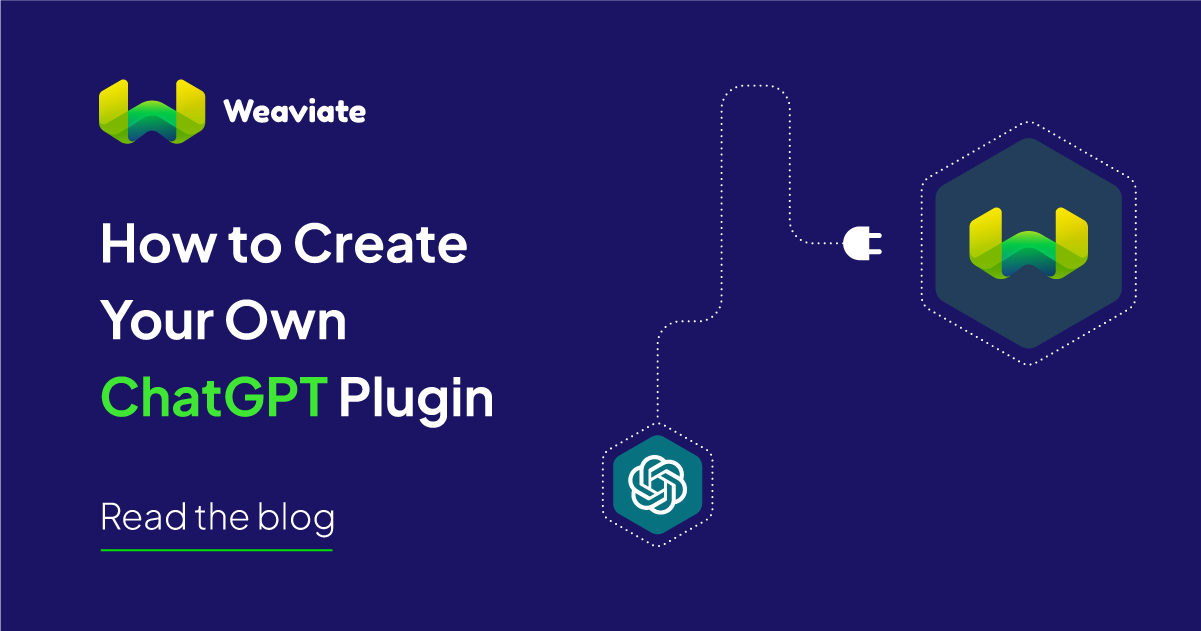 Weaviate
How to Create
Your Own
ChatGPT Plugin
Read the blog